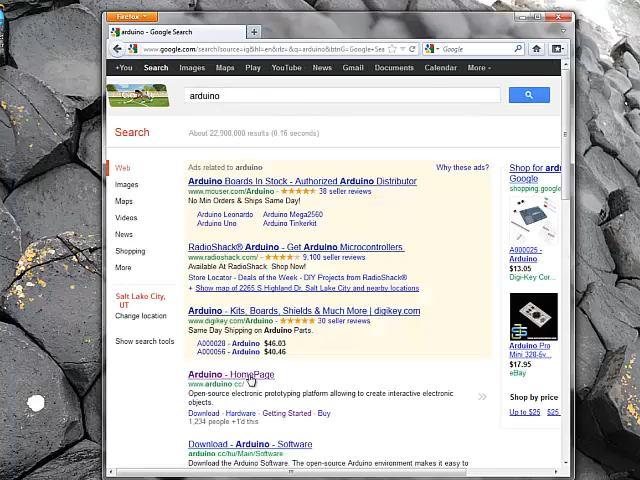 Firefox
arduino - Google Search
www.google.com/search?source=ig&hl=en&rlz=&q=arduino&btnG=Google+Sea
Google
+You Search Images Maps Play YouTube News Gmail Documents Calendar More
arduino
Search
About 22,900,000 results (0.16 seconds)
Web
Images
Maps
Videos
News
Shopping
More
Salt Lake City,
UT
Change location
Show search tools
Ads related to arduino
Why these ads?
Arduino Boards In Stock - Authorized Arduino Distributor
www.mouser.com/Arduino 38 seller reviews
No Min Orders & Ships Same Day!
Arduino Leonardo Arduino Mega2560
Arduino Uno Arduino Tinkerkit
RadioShack® Arduino - Get Arduino Microcontrollers.
www.radioshack.com/ 9,100 seller reviews
Available At RadioShack. Shop Now!
Store Locator - Deals of the Week - DIY Projects from RadioShack
+ Show map of 2265 S Highland Dr, Salt Lake City and nearby locations
Arduino - Kits, Boards, Shields & Much More | digikey.com
www.digikey.com/Arduino 30 seller reviews
Same Day Shipping on Arduino Parts.
A000028 - Arduino $46.03
A000056 - Arduino $40.46
Arduino - HomePage
www.arduino.cc/
Open-source electronic prototyping platform allowing to create interactive electronic
objects.
Download - Hardware - Getting Started - Buy
1,234 people +1'd this
Download - Arduino - Software
arduino.cc/hu/Main/Software
Download the Arduino Software. The open-source Arduino environment makes it easy to
Shop for ard
Google
shopping.google
A000025 -
Arduino
$13.05
Digi-Key Cor...
Arduino Pro
Mini 328-5v...
$17.95
eBay
Shop by price
Up to $25 $25